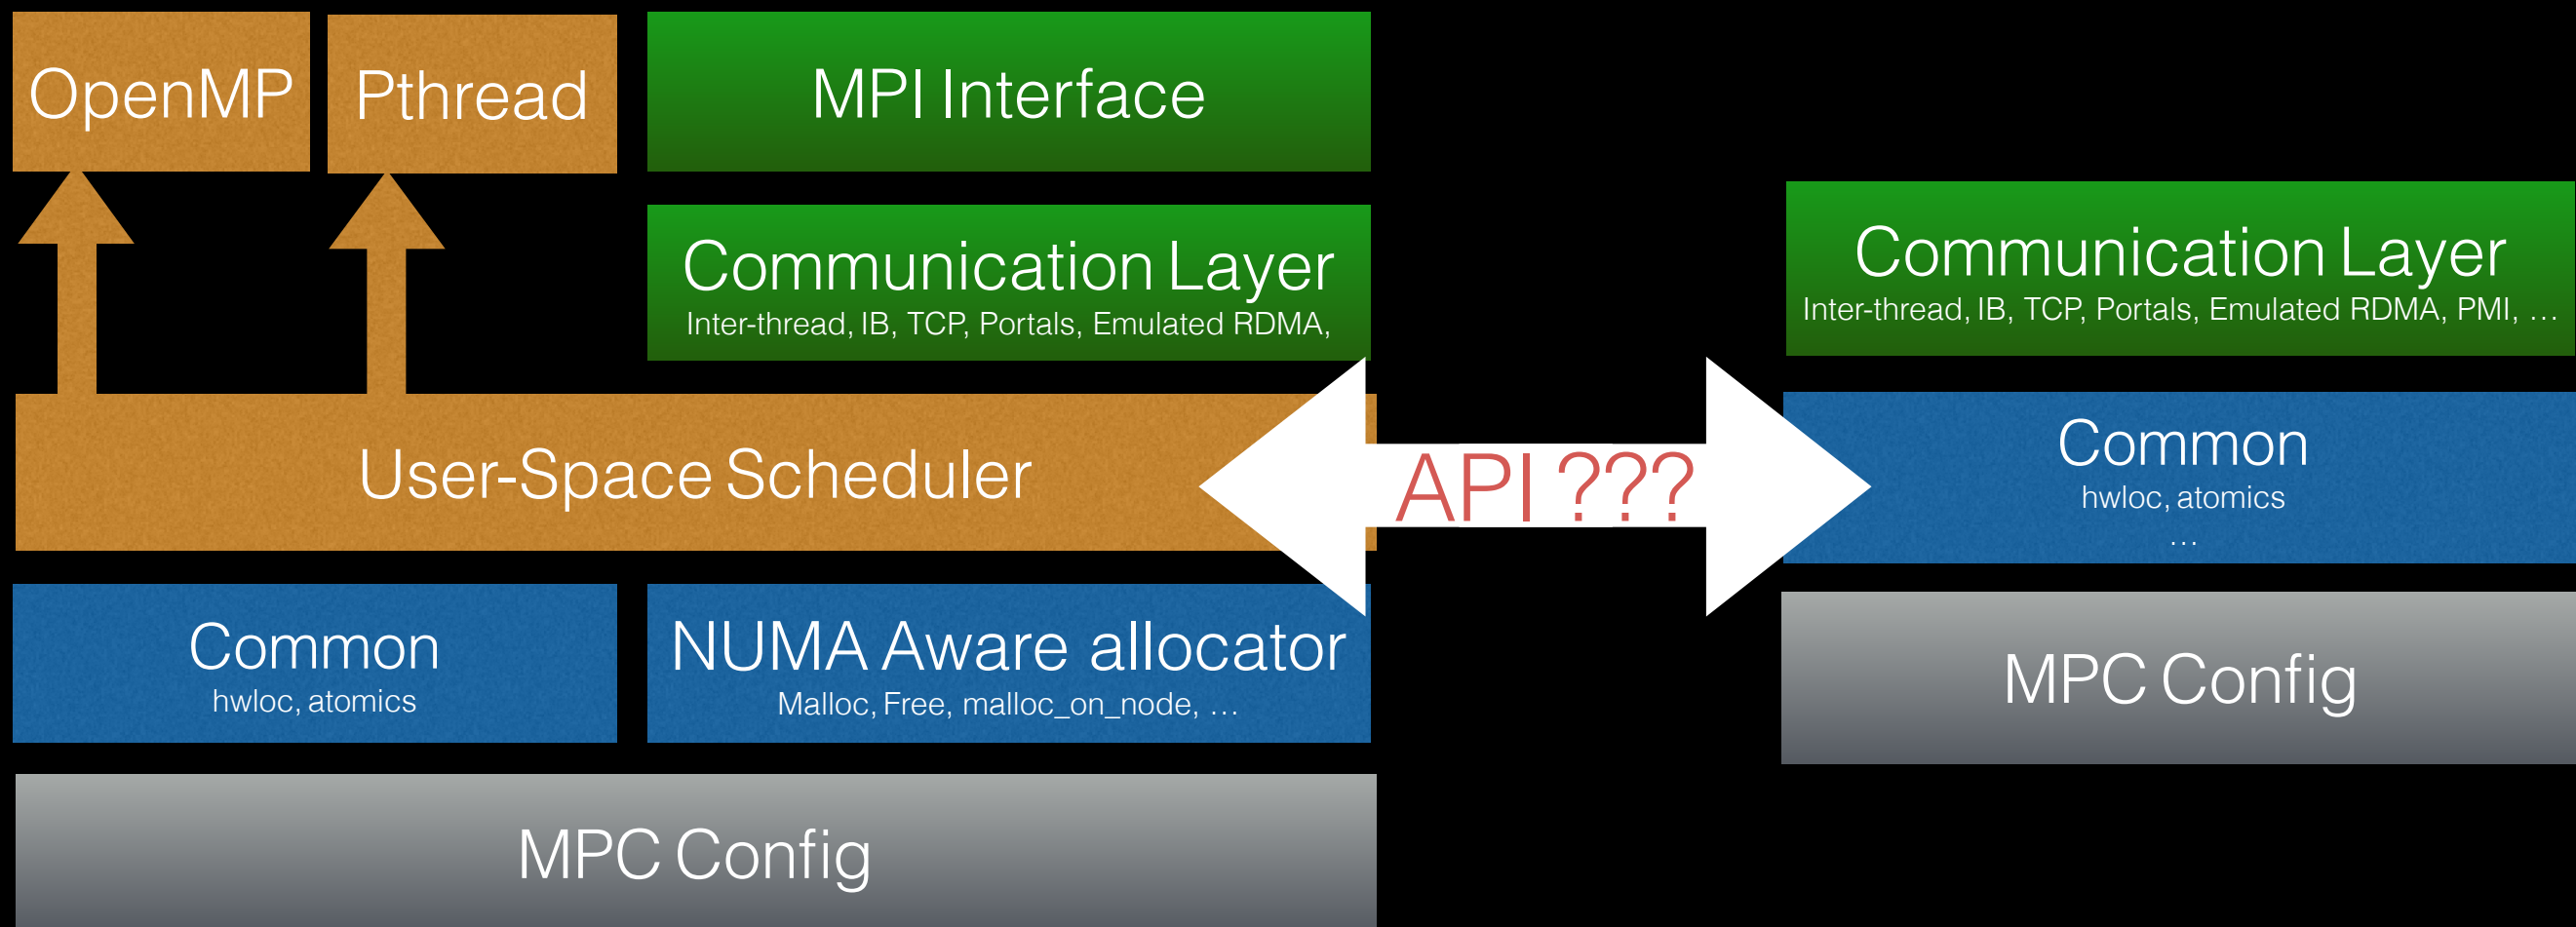 OpenMP
Pthread
MPI Interface
Communication Layer
Inter-thread, IB, TCP, Portals, Emulated RDMA,
User-Space Scheduler
Common
hwloc, atomics
NUMA Aware allocator
Malloc, Free, malloc_on_node, …
MPC Config
API ???
Communication Layer
Inter-thread, IB, TCP, Portals, Emulated RDMA, PMI, …
Common
hwloc, atomics
…
MPC Config